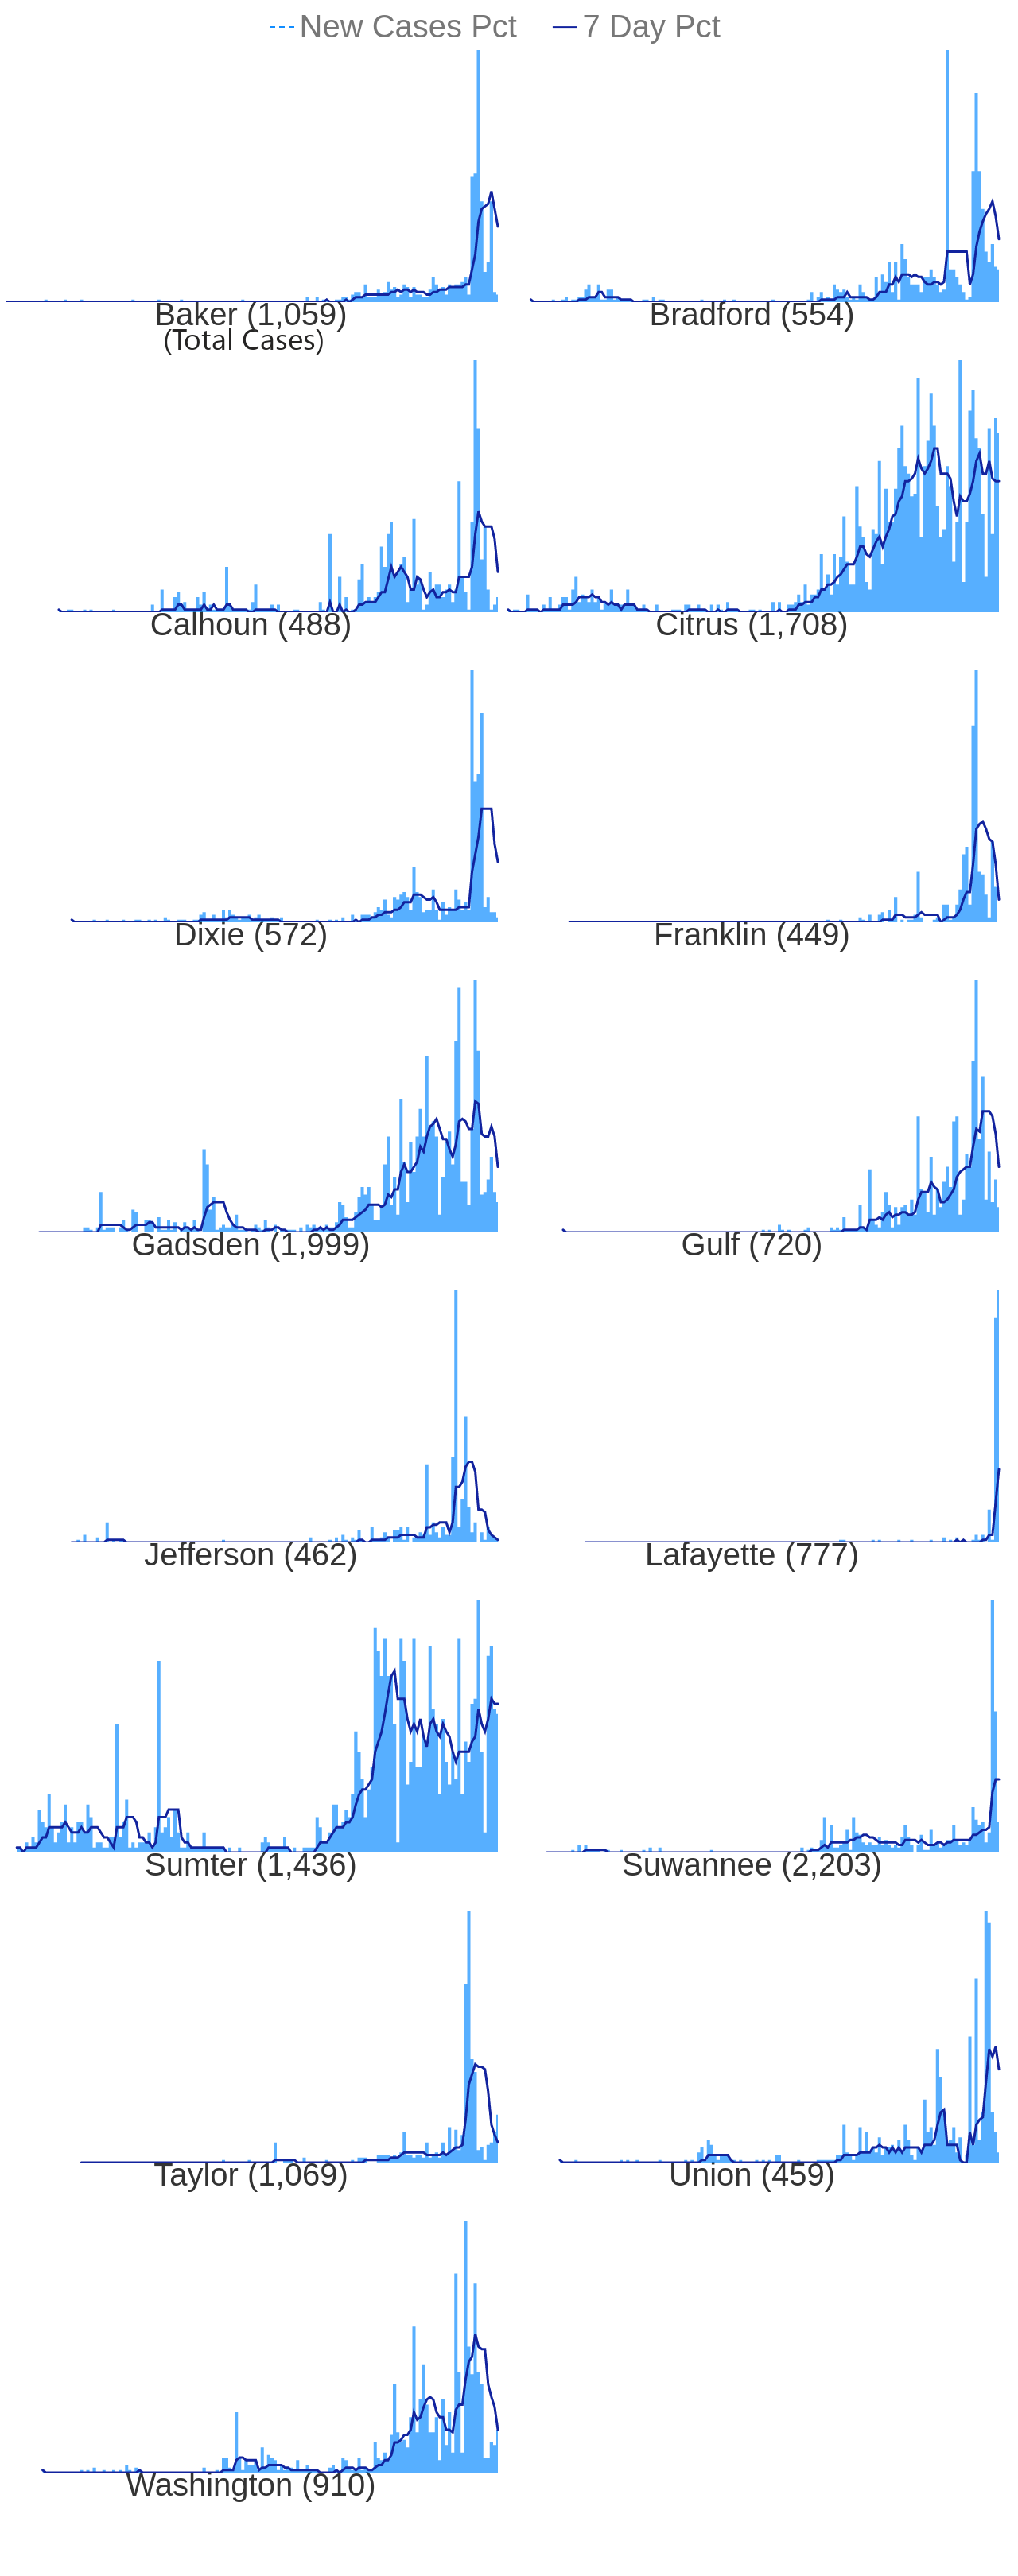 New Cases Pct 7 Day Pct
Baker (1,059) Bradford (554)
(Total Cases)
Calhoun (488) Citrus (1,708)
Dixie (572) Franklin (449)
Gadsden (1,999) Gulf (720)
Jefferson (462) Lafayette (777)
Sumter (1,436) Suwannee (2,203)
Taylor (1,069) Union (459)
Washington (910)